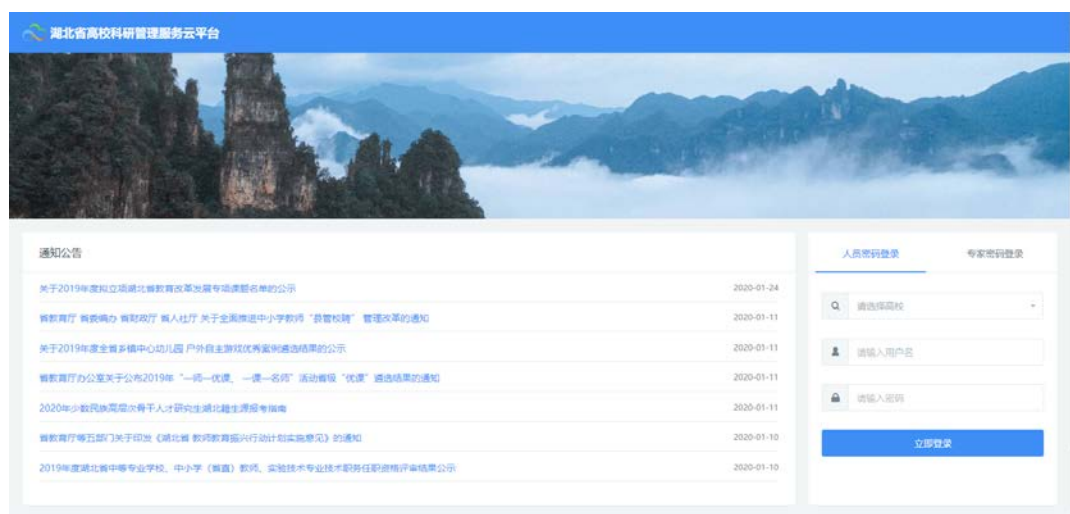 湖北省高校科研管理服务云平台
通知公告
关于2019年度拟立项湖北省教育改革发展专项课题名单的公示 2020-01-24
省教育厅 省委编办 省财政厅 省人社厅 关于全面推进中小学教师“县管校聘” 管理改革的通知 2020-01-11
关于2019年度全省乡镇中心幼儿园 户外自主游戏优秀案例遴选结果的公示 2020-01-11
省教育厅办公室关于公布2019年“一师一优课、 一课一名师”活动省级“优课”遴选结果的通知 2020-01-11
2020年少数民族高层次骨干人才研究生湖北籍生源报考指南 2020-01-11
省教育厅等五部门关于印发《湖北省 教师教育振兴行动计划实施意见》的通知 2020-01-10
2019年度湖北省中等专业学校、中小学（省直）教师、实验技术专业技术职务任职资格评审结果公示 2020-01-10
人员密码登录 专家密码登录
请选择高校
请输入用户名
请输入密码
立即登录